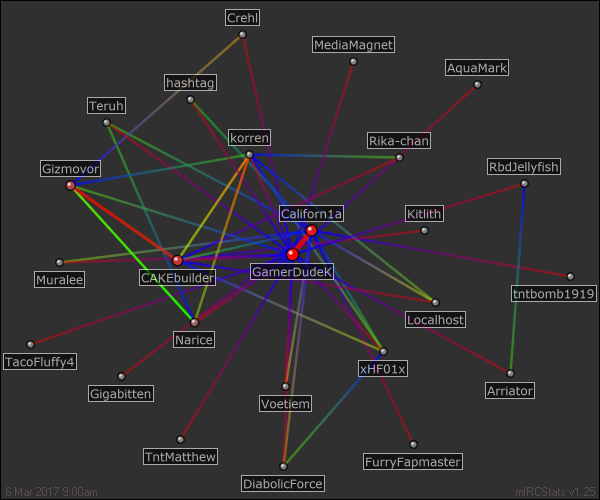 Crehl
MediaMagnet
AquaMark
hashtag
Teruh
korren
Rika-chan
Gizmovor
RbdJellyfish
Californ1a
Kitlith
GamerDudeK
Muralee
CAKEbuilder
tntbomb1919
Localhost
Narice
TacoFluffy4
xHF01x
Gigabitten
Voetiem
Arriator
TntMatthew
FurryFapmaster
DiabolicForce
6 Mar 2017 9:00am
mIRCStats v1.25